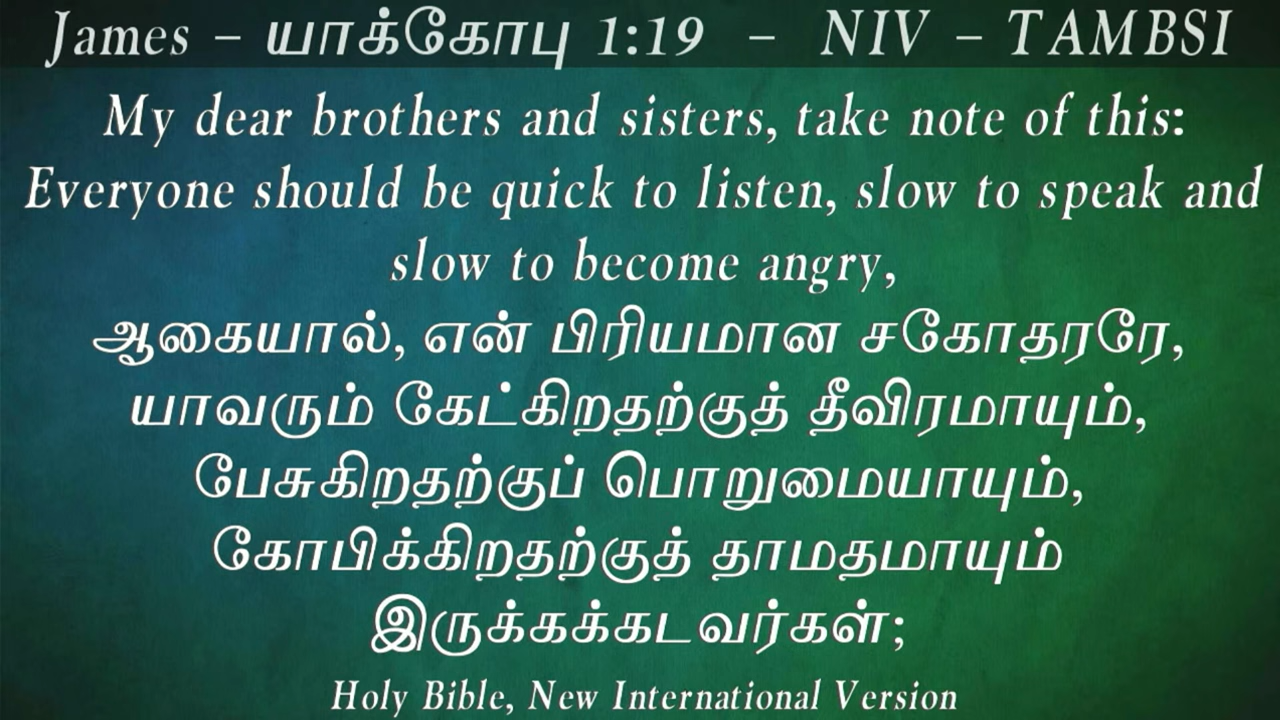 James – யாக்கோபு 1:19 – NIV – TAMBSI
My dear brothers and sisters, take note of this:
Everyone should be quick to listen, slow to speak and
slow to become angry,
ஆகையால், என் பிரியமான சகோதரரே,
யாவரும் கேட்கிறதற்குத் தீவிரமாயும்,
பேசுகிறதற்குப் பொறுமையாயும்,
கோபிக்கிறதற்குத் தாமதமாயும்
இருக்கக்கடவர்கள்;
Holy Bible, New International Version